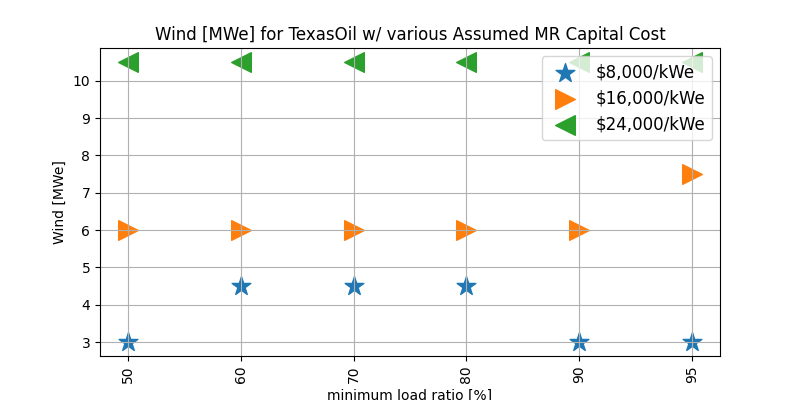 Wind [MWe] for TexasOil w/ various Assumed MR Capital Cost
$8,000/kWe
$16,000/kWe
$24,000/kWe
Wind [MWe]
10
9
8
7
6
5
4
3
50
60
70
80
90
95
minimum load ratio [%]